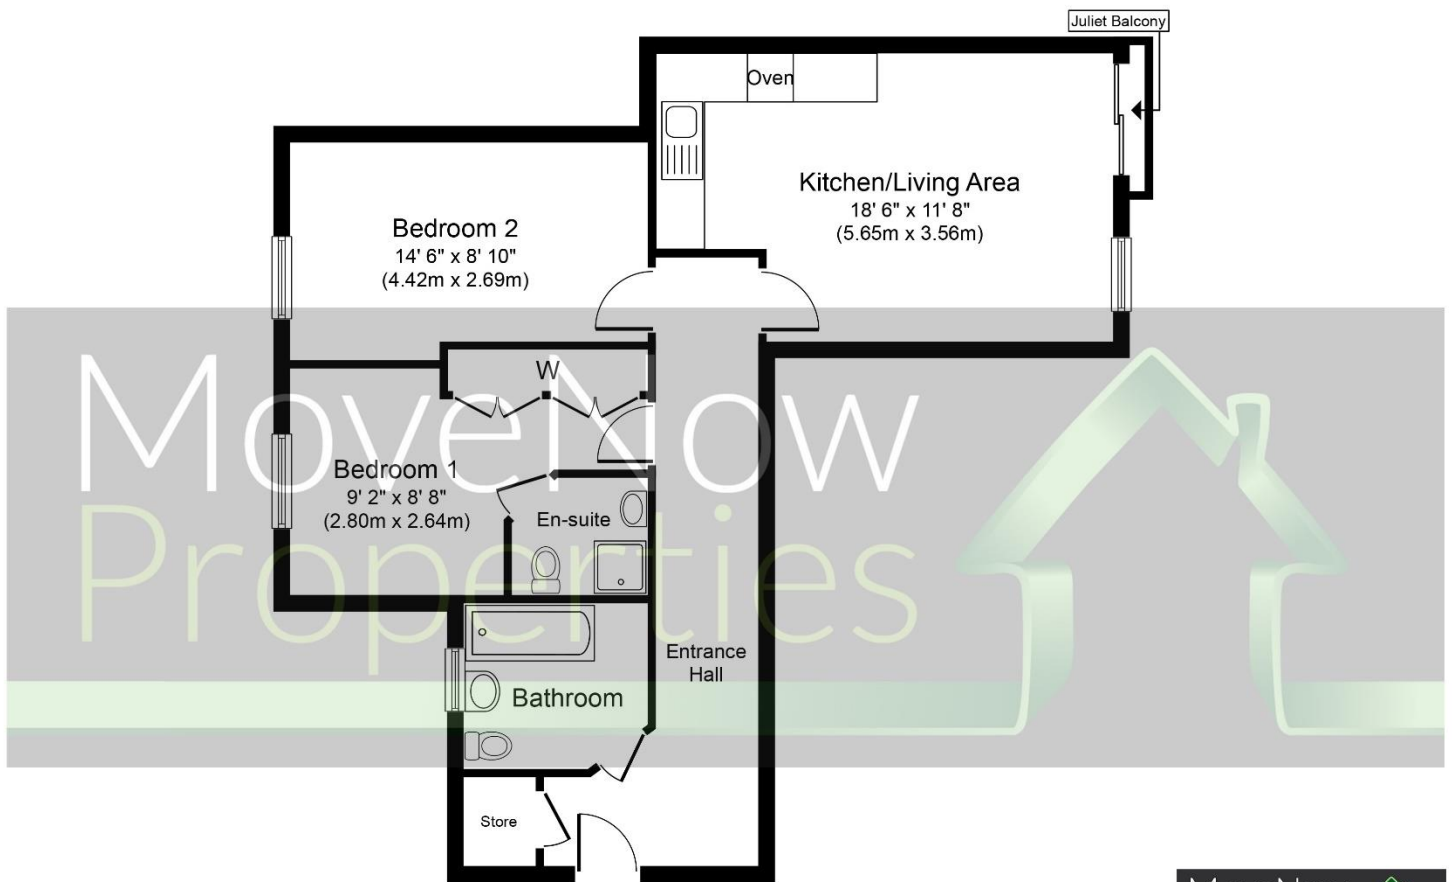 Juliet Balcony
Oven
Kitchen/Living Area
18' 6" x 11' 8"
(5.65m x 3.56m)
Bedroom 2
14' 6" x 8' 10"
(4.42m x 2.69m)
W
MoveNow
Bedroom 1
9' 2" x 8' 8"
(2.80m x 2.64m)
En-suite
Properties
Entrance
Hall
Bathroom
Store